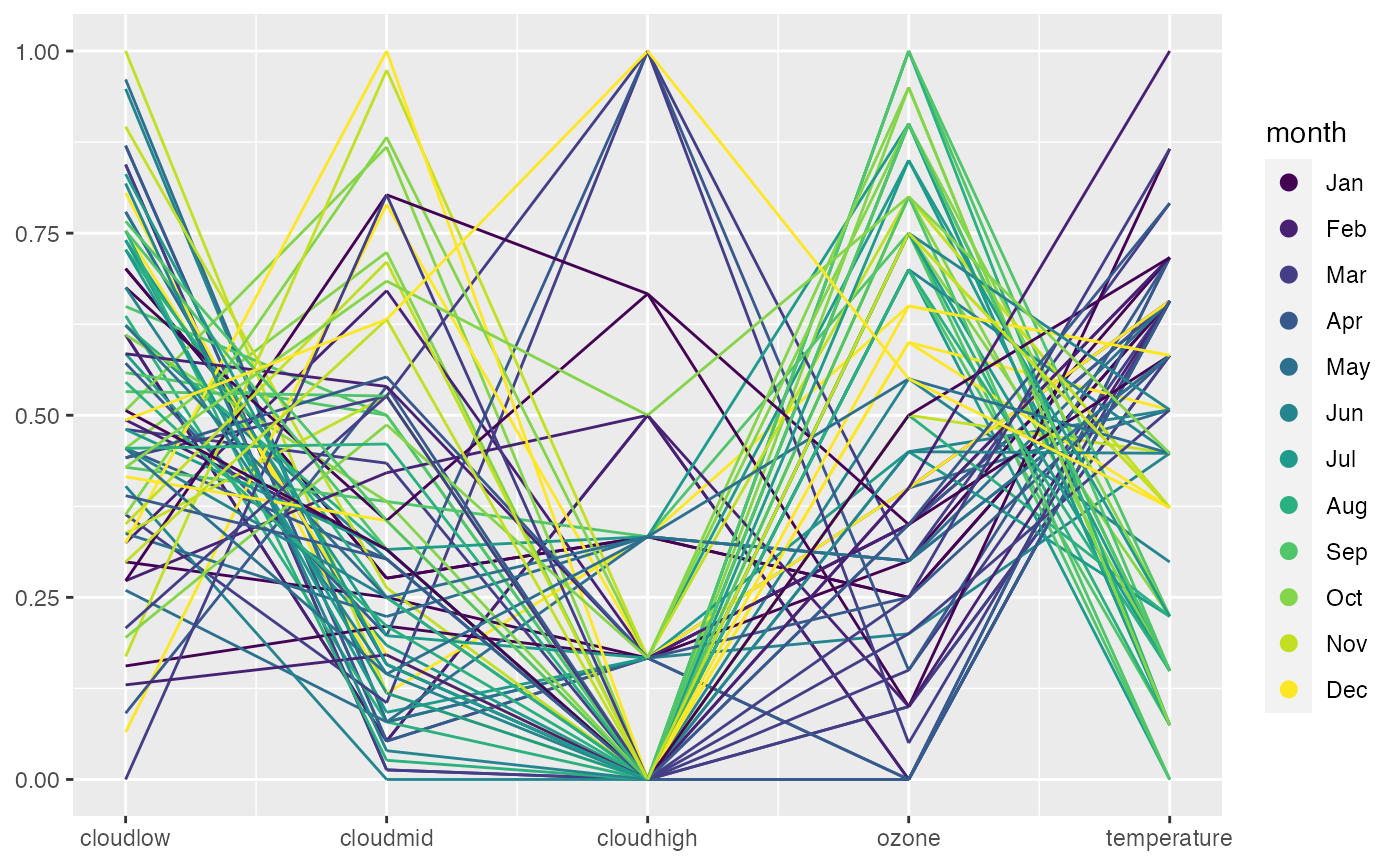 1.00
0.75
0.50
0.25
0.00
cloudlow cloudmid cloudhigh ozone temperature
month
Jan
Feb
Mar
Apr
May
Jun
Jul
Aug
Sep
Oct
Nov
Dec